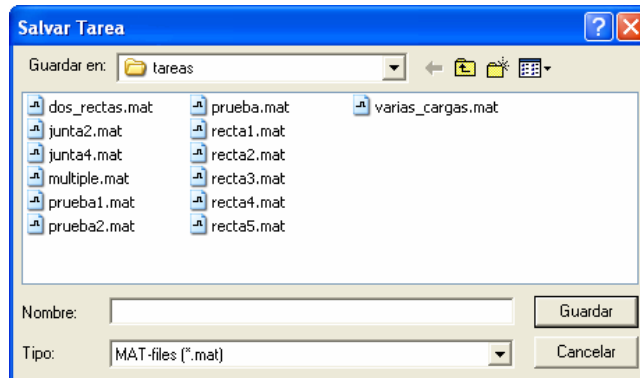 Salvar Tarea
Guardar en: tareas
dos_rectas.mat prueba.mat varias_cargas.mat
junta2.mat recta1.mat
junta4.mat recta2.mat
multiple.mat recta3.mat
prueba1.mat recta4.mat
prueba2.mat recta5.mat
Nombre: Guardar
Tipo: MAT-files (*.mat) Cancelar